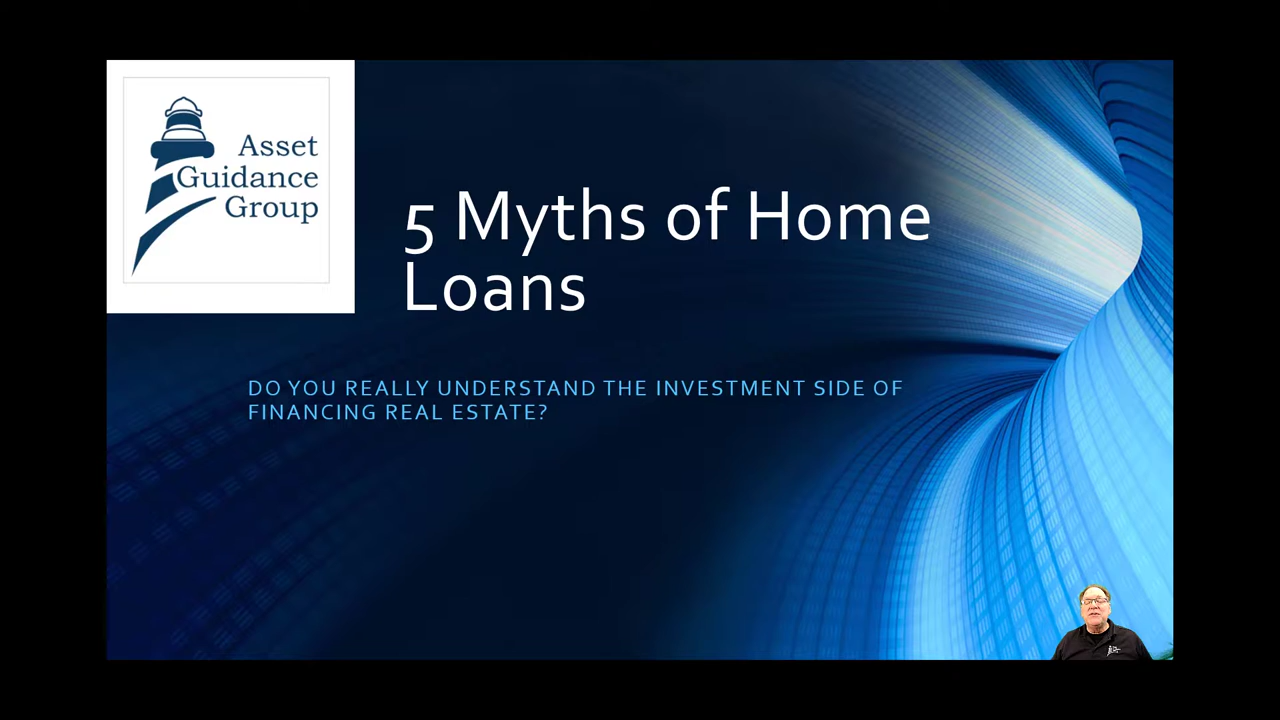 Asset
Guidance
Group
5 Myths of Home
Loans
DO YOU REALLY UNDERSTAND THE INVESTMENT SIDE OF
FINANCING REAL ESTATE?